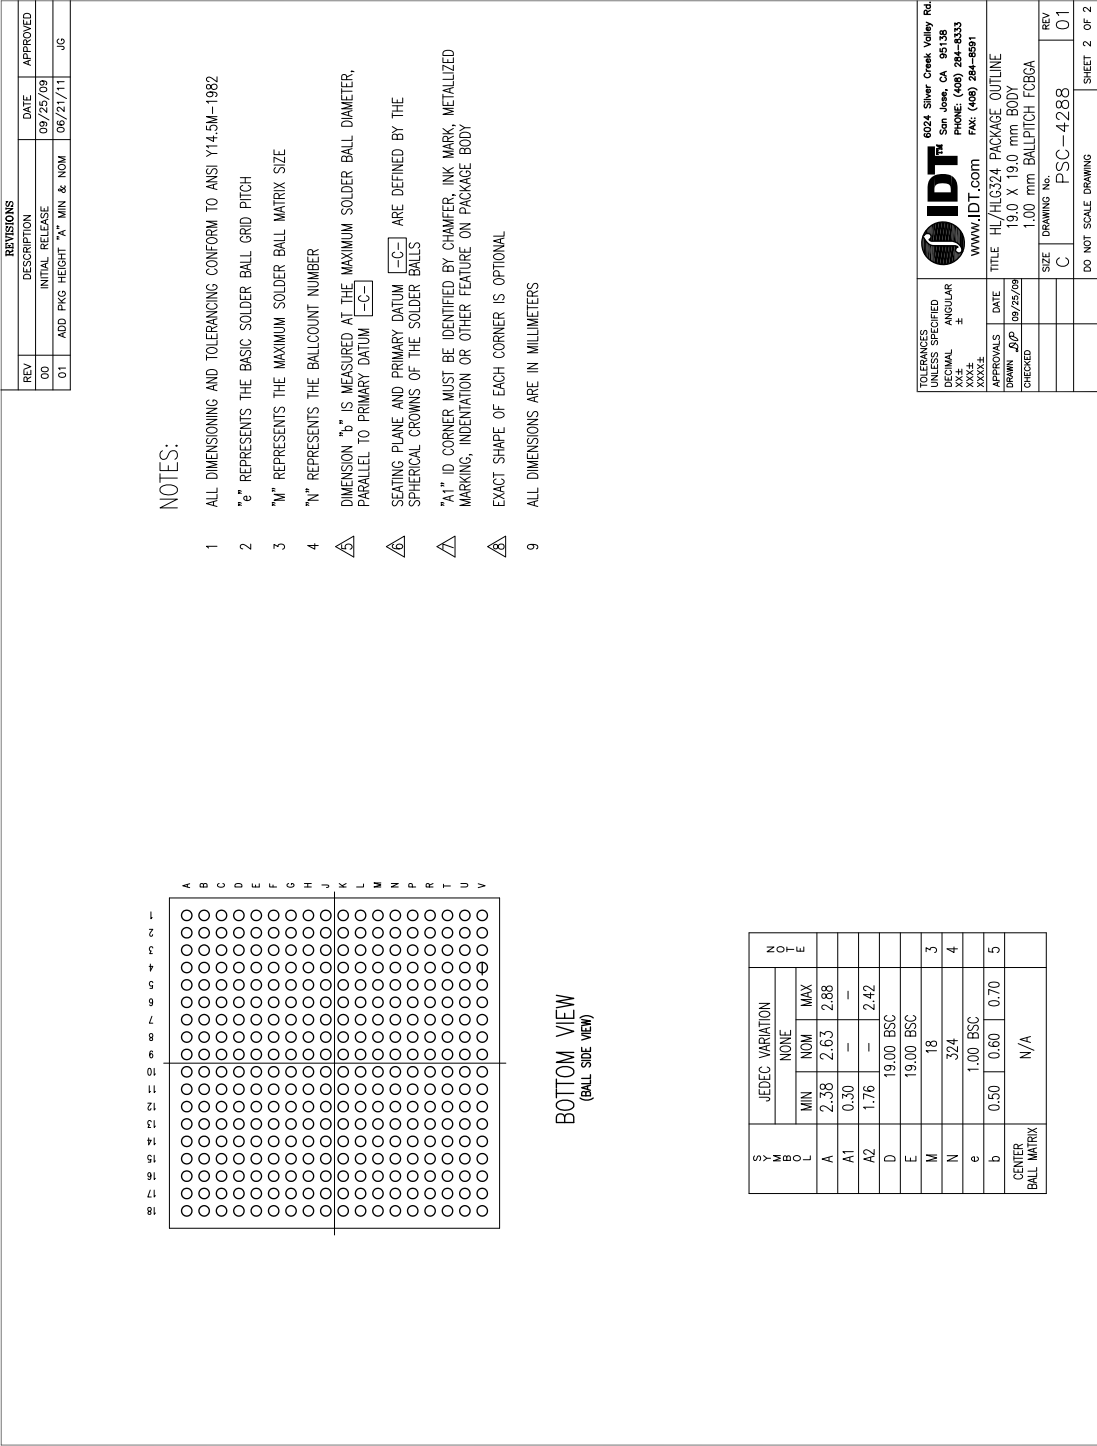 REVISIONS
REV DESCRIPTION DATE APPROVED
00 INITIAL RELEASE 09/25/09
01 ADD PKG HEIGHT "A" MIN & NOM 06/21/11 JG
NOTES:
1 ALL DIMENSIONING AND TOLERANCING CONFORM TO ANSI Y14.5M-1982
2 "e" REPRESENTS THE BASIC SOLDER BALL GRID PITCH
3 "M" REPRESENTS THE MAXIMUM SOLDER BALL MATRIX SIZE
4 "N" REPRESENTS THE BALLCOUNT NUMBER
5 DIMENSION "b" IS MEASURED AT THE MAXIMUM SOLDER BALL DIAMETER,
PARALLEL TO PRIMARY DATUM -C-
6 SEATING PLANE AND PRIMARY DATUM -C- ARE DEFINED BY THE
SPHERICAL CROWNS OF THE SOLDER BALLS
7 "A1" ID CORNER MUST BE IDENTIFIED BY CHAMFER, INK MARK, METALLIZED
MARKING, INDENTATION OR OTHER FEATURE ON PACKAGE BODY
8 EXACT SHAPE OF EACH CORNER IS OPTIONAL
9 ALL DIMENSIONS ARE IN MILLIMETERS
18 17 16 15 14 13 12 11 10 9 8 7 6 5 4 3 2 1
A
B
C
D
E
F
G
H
J
K
L
M
N
P
R
T
U
V
BOTTOM VIEW
(BALL SIDE VIEW)
SYMBOL JEDEC VARIATION NOTE
NONE
MIN NOM MAX
A 2.38 2.63 2.88
A1 0.30 – –
A2 1.76 – 2.42
D 19.00 BSC
E 19.00 BSC
M 18 3
N 324 4
e 1.00 BSC
b 0.50 0.60 0.70 5
CENTER
BALL MATRIX N/A
TOLERANCES
UNLESS SPECIFIED
DECIMAL ANGULAR
XX± ±
XXX±
XXXX±
APPROVALS DATE
DRAWN 09/25/09
CHECKED
IDT™
www.IDT.com
6024 Silver Creek Valley Rd.
San Jose, CA 95138
PHONE: (408) 284-8333
FAX: (408) 284-8591
TITLE HL/HLG324 PACKAGE OUTLINE
19.0 X 19.0 mm BODY
1.00 mm BALLPITCH FCBGA
SIZE DRAWING No. REV
C PSC-4288 01
DO NOT SCALE DRAWING SHEET 2 OF 2